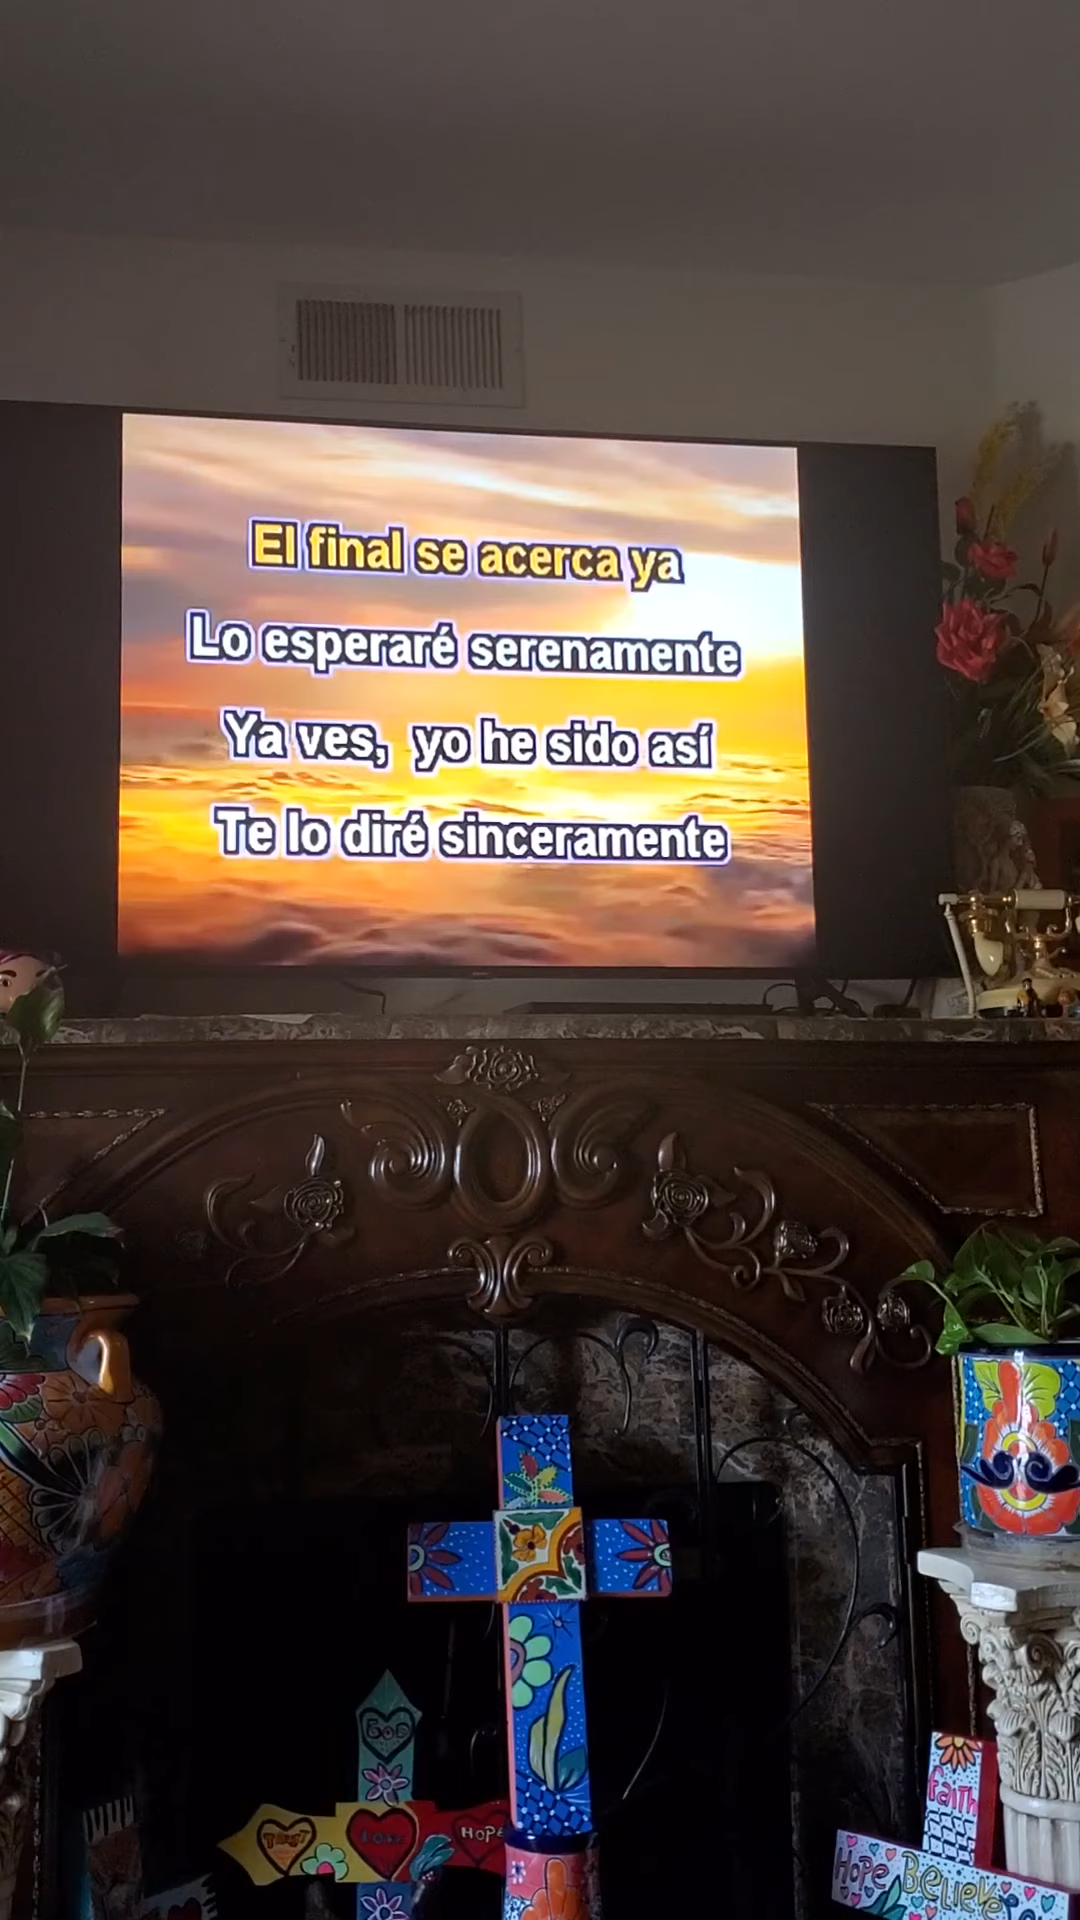 El final se acerca ya
Lo esperaré serenamente
Ya ves, yo he sido así
Te lo diré sinceramente
GOD
TRUST
LOVE
HOPE
faith
HOPE BELIEVE